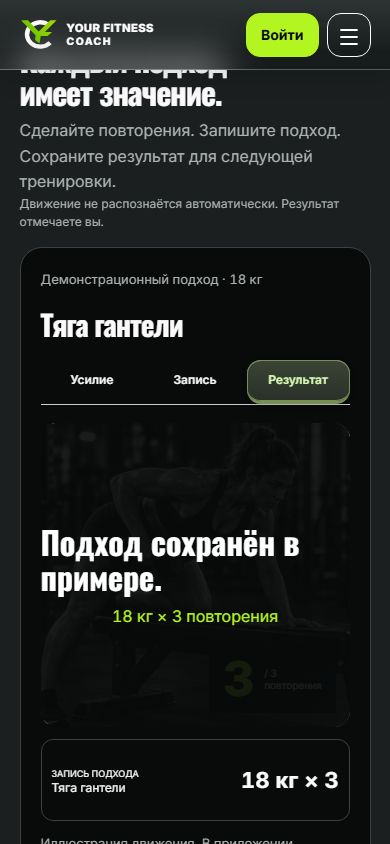 YOUR FITNESS
COACH
Войти
Каждый подход
имеет значение.
Сделайте повторения. Запишите подход.
Сохраните результат для следующей
тренировки.
Движение не распознаётся автоматически. Результат
отмечаете вы.
Демонстрационный подход · 18 кг
Тяга гантели
Усилие
Запись
Результат
Подход сохранён в
примере.
18 кг × 3 повторения
3
/ 3
повторения
ЗАПИСЬ ПОДХОДА
Тяга гантели
18 кг × 3
Иллюстрация движения. В приложении